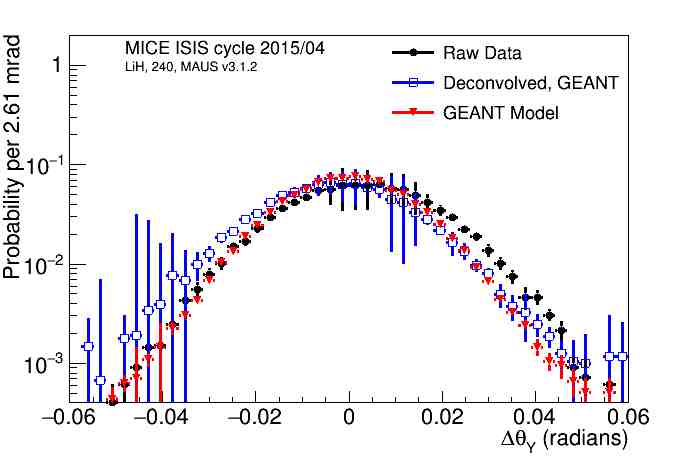 MICE ISIS cycle 2015/04
LiH, 240, MAUS v3.1.2
Raw Data
Deconvolved, GEANT
GEANT Model
Probability per 2.61 mrad
1
10⁻¹
10⁻²
10⁻³
−0.06 −0.04 −0.02 0 0.02 0.04 0.06
Δθ_Y (radians)